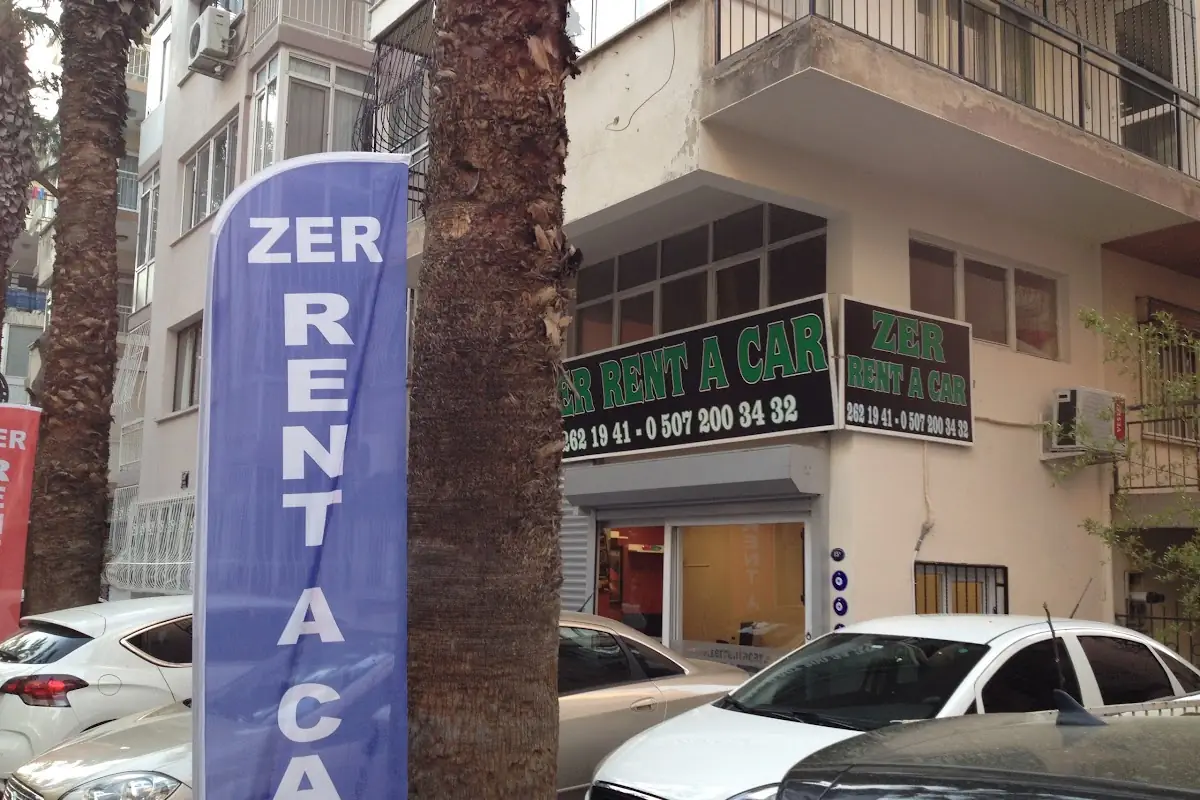 ZER
RENT
A
CA
ER RENT A CAR
262 19 41 - 0 507 200 34 32
ZER
RENT A CAR
262 19 41 - 0 507 200 34 32
ER
R
E